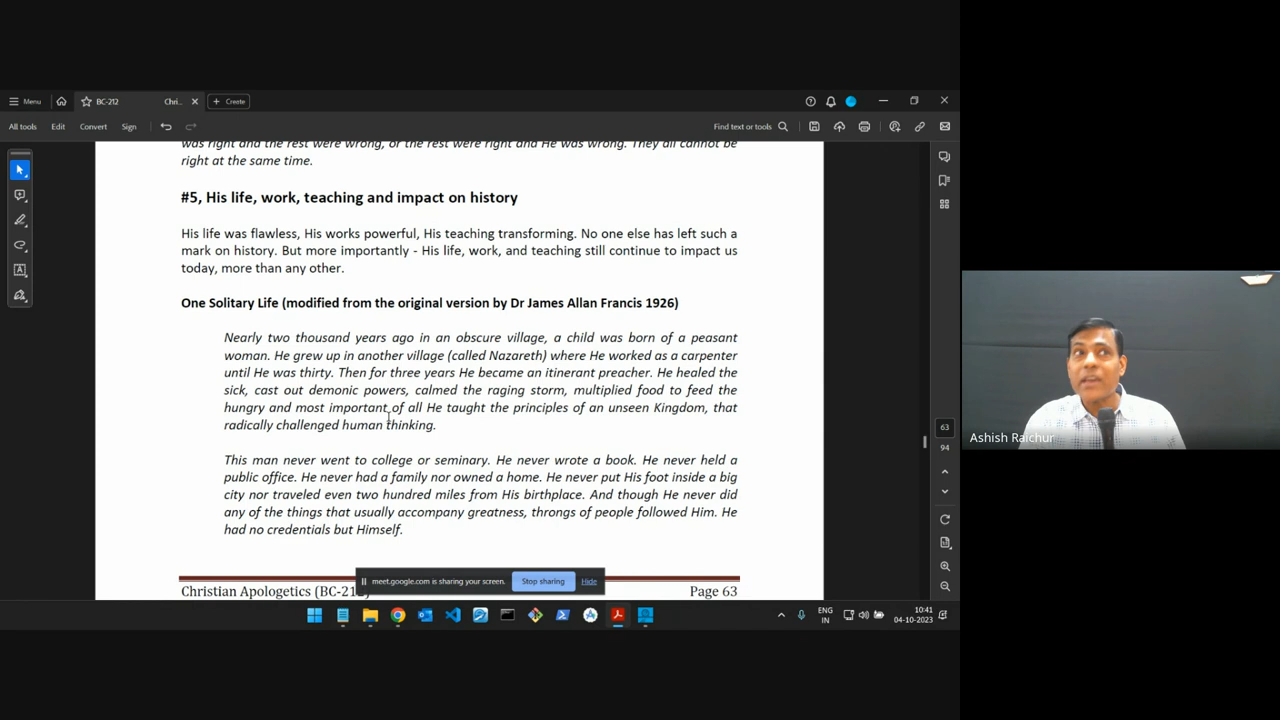 Menu
BC-212
Chri...
Create
All tools
Edit
Convert
Sign
Find text or tools
was right and the rest were wrong, or the rest were right and He was wrong. They all cannot be
right at the same time.
#5, His life, work, teaching and impact on history
His life was flawless, His works powerful, His teaching transforming. No one else has left such a
mark on history. But more importantly - His life, work, and teaching still continue to impact us
today, more than any other.
One Solitary Life (modified from the original version by Dr James Allan Francis 1926)
Nearly two thousand years ago in an obscure village, a child was born of a peasant
woman. He grew up in another village (called Nazareth) where He worked as a carpenter
until He was thirty. Then for three years He became an itinerant preacher. He healed the
sick, cast out demonic powers, calmed the raging storm, multiplied food to feed the
hungry and most important of all He taught the principles of an unseen Kingdom, that
radically challenged human thinking.
This man never went to college or seminary. He never wrote a book. He never held a
public office. He never had a family nor owned a home. He never put His foot inside a big
city nor traveled even two hundred miles from His birthplace. And though He never did
any of the things that usually accompany greatness, throngs of people followed Him. He
had no credentials but Himself.
Christian Apologetics (BC-212)
Page 63
meet.google.com is sharing your screen.
Stop sharing
Hide
63
94
ENG
IN
10:41
04-10-2023
Ashish Raichur